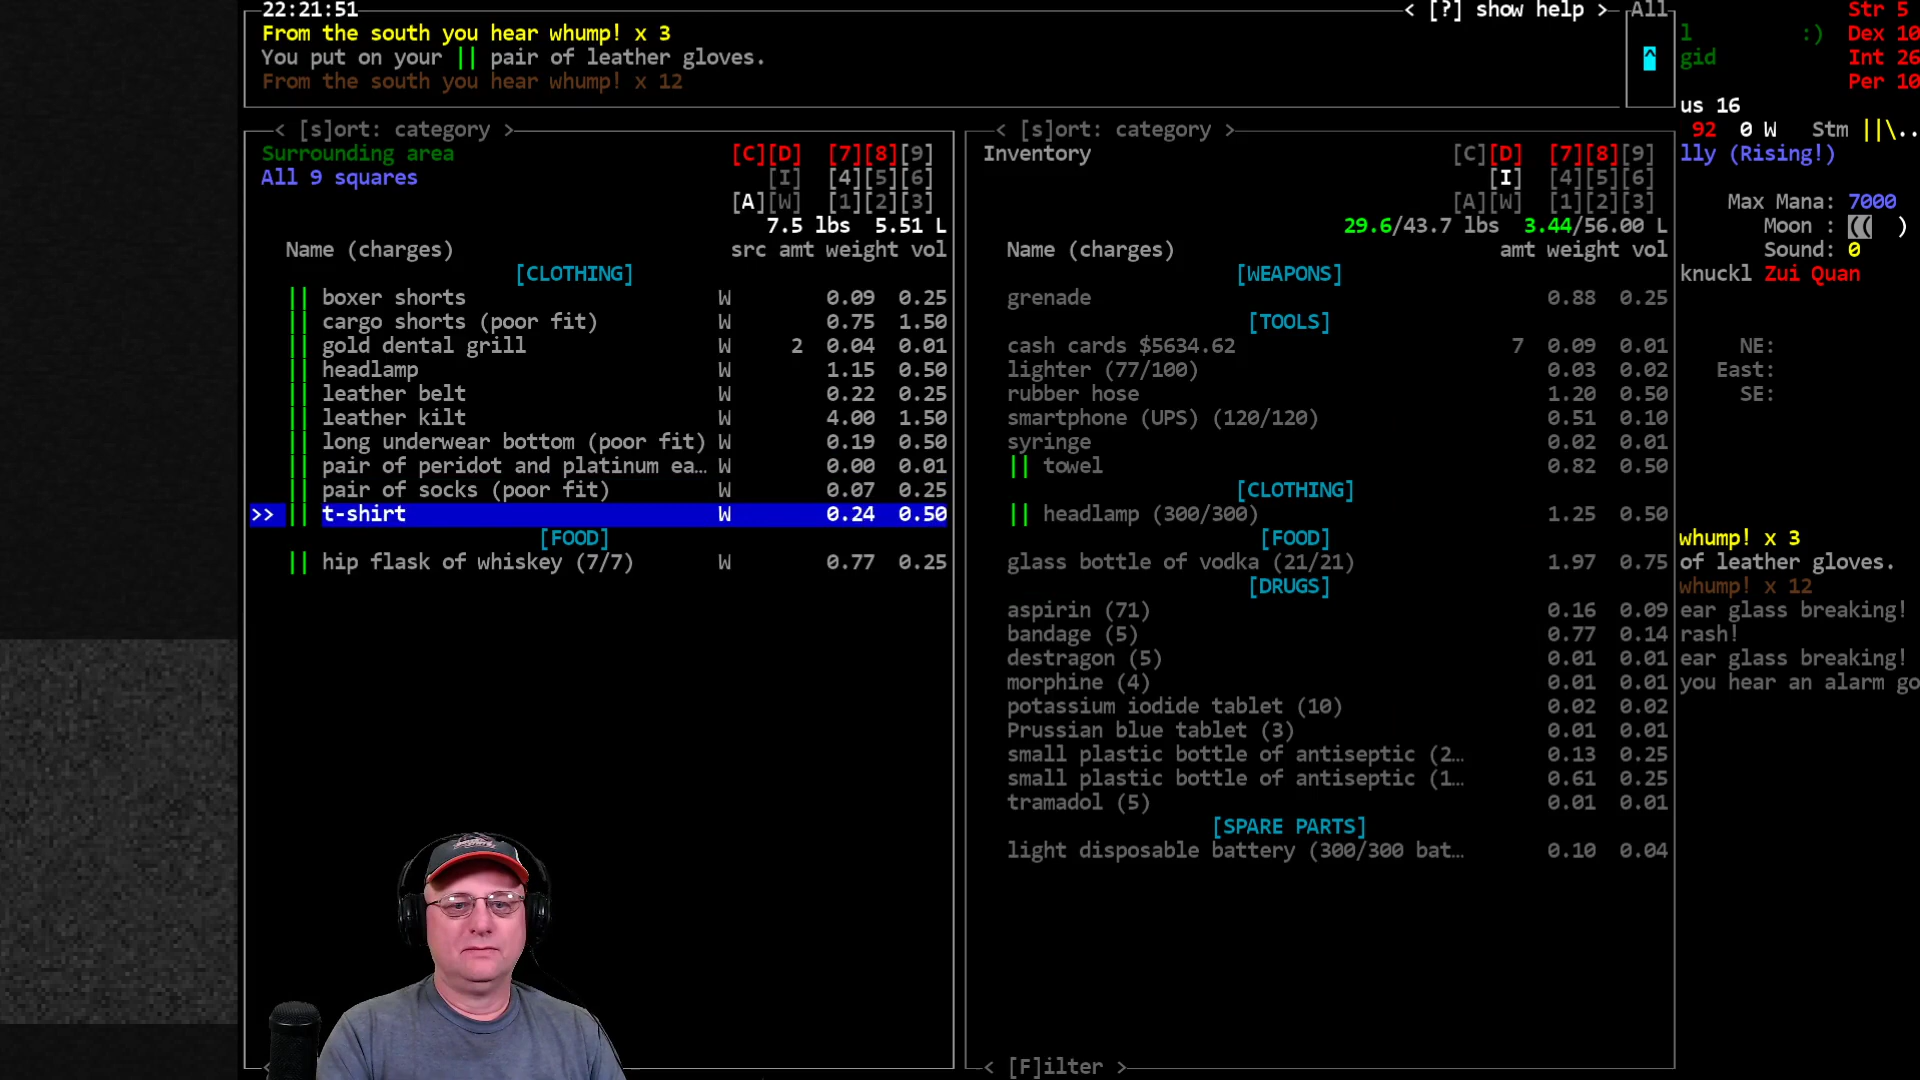 22:21:51
< [?] show help >
All
Str 5
From the south you hear whump! x 3
l :) Dex 10
You put on your || pair of leather gloves.
^
gid Int 26
From the south you hear whump! x 12
Per 10
us 16
< [s]ort: category >
< [s]ort: category >
92 0 W Stm ||\..
Surrounding area [C][D] [7][8][9]
Inventory [C][D] [7][8][9]
lly (Rising!)
All 9 squares [I] [4][5][6]
[I] [4][5][6]
[A][W] [1][2][3]
[A][W] [1][2][3]
Max Mana: 7000
7.5 lbs 5.51 L
29.6/43.7 lbs 3.44/56.00 L
Moon : (( )
Name (charges) src amt weight vol
Name (charges) amt weight vol
Sound: 0
[CLOTHING]
[WEAPONS]
knuckl Zui Quan
|| boxer shorts W 0.09 0.25
grenade 0.88 0.25
|| cargo shorts (poor fit) W 0.75 1.50
[TOOLS]
|| gold dental grill W 2 0.04 0.01
cash cards $5634.62 7 0.09 0.01
NE:
|| headlamp W 1.15 0.50
lighter (77/100) 0.03 0.02
East:
|| leather belt W 0.22 0.25
rubber hose 1.20 0.50
SE:
|| leather kilt W 4.00 1.50
smartphone (UPS) (120/120) 0.51 0.10
|| long underwear bottom (poor fit) W 0.19 0.50
syringe 0.02 0.01
|| pair of peridot and platinum ea… W 0.00 0.01
|| towel 0.82 0.50
|| pair of socks (poor fit) W 0.07 0.25
[CLOTHING]
>> || t-shirt W 0.24 0.50
|| headlamp (300/300) 1.25 0.50
[FOOD]
[FOOD]
whump! x 3
|| hip flask of whiskey (7/7) W 0.77 0.25
glass bottle of vodka (21/21) 1.97 0.75
of leather gloves.
[DRUGS]
whump! x 12
aspirin (71) 0.16 0.09
ear glass breaking!
bandage (5) 0.77 0.14
rash!
destragon (5) 0.01 0.01
ear glass breaking!
morphine (4) 0.01 0.01
you hear an alarm go
potassium iodide tablet (10) 0.02 0.02
Prussian blue tablet (3) 0.01 0.01
small plastic bottle of antiseptic (2… 0.13 0.25
small plastic bottle of antiseptic (1… 0.61 0.25
tramadol (5) 0.01 0.01
[SPARE PARTS]
light disposable battery (300/300 bat… 0.10 0.04
< [F]ilter >